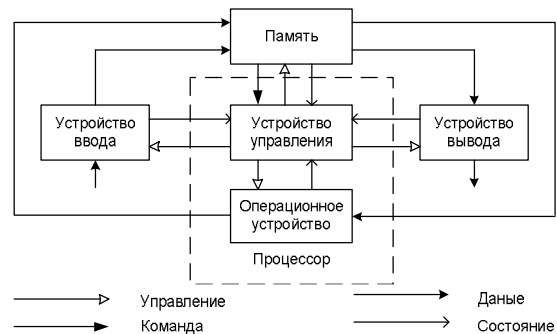 Память
Устройство
ввода
Устройство
управления
Устройство
вывода
Операционное
устройство
Процессор
Управление
Даные
Команда
Состояние